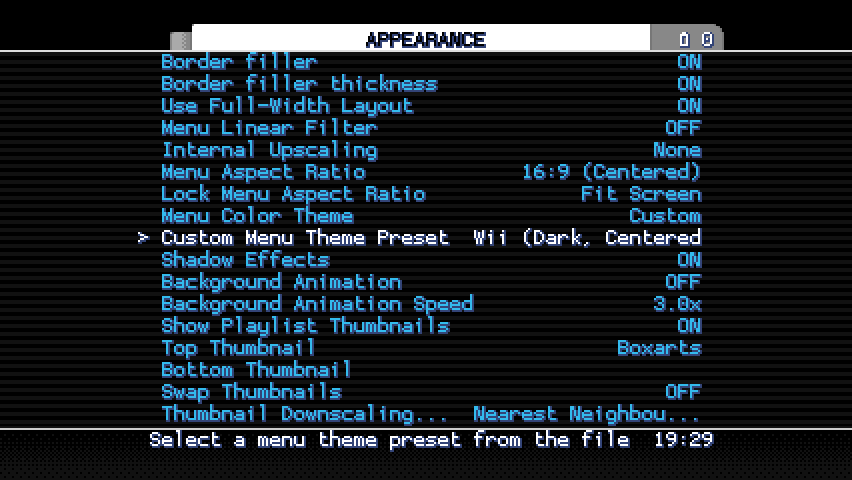 APPEARANCE 0 0
Border filler ON
Border filler thickness ON
Use Full-Width Layout ON
Menu Linear Filter OFF
Internal Upscaling None
Menu Aspect Ratio 16:9 (Centered)
Lock Menu Aspect Ratio Fit Screen
Menu Color Theme Custom
> Custom Menu Theme Preset Wii (Dark, Centered
Shadow Effects ON
Background Animation OFF
Background Animation Speed 3.0x
Show Playlist Thumbnails ON
Top Thumbnail Boxarts
Bottom Thumbnail
Swap Thumbnails OFF
Thumbnail Downscaling... Nearest Neighbou...
Select a menu theme preset from the file 19:29